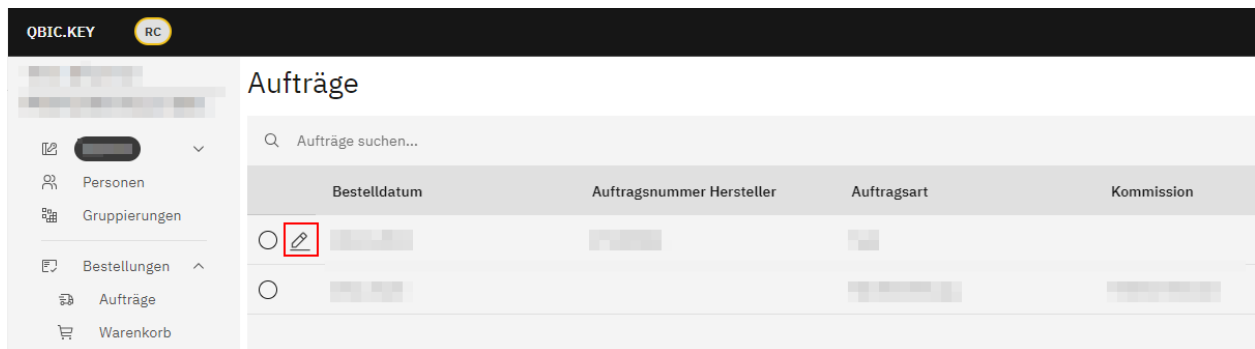 QBIC.KEY RC
Aufträge
Aufträge suchen...
Personen
Gruppierungen
Bestelldatum Auftragsnummer Hersteller Auftragsart Kommission
Bestellungen
Aufträge
Warenkorb